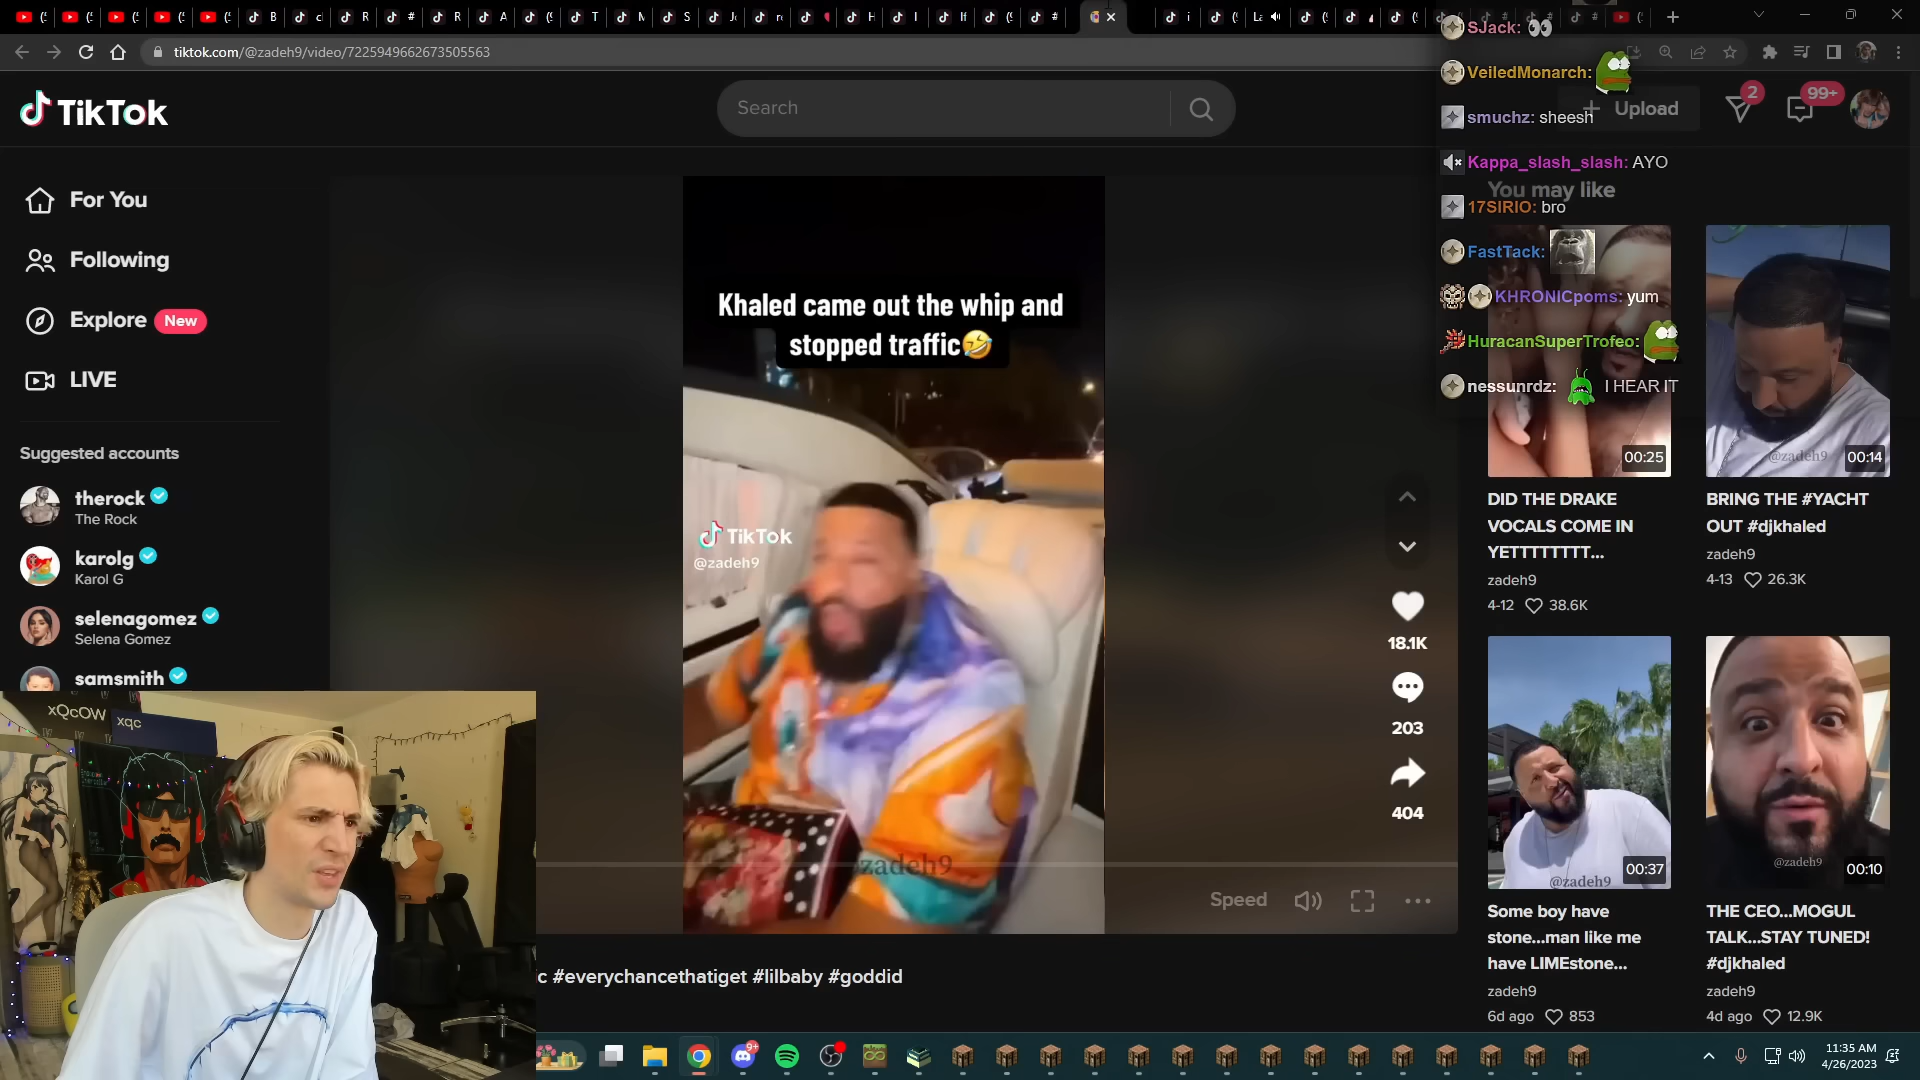 tiktok.com/@zadeh9/video/7225949662673505563
TikTok
Search
Upload
2
99+
SJack:
VeiledMonarch:
smuchz: sheesh
Kappa_slash_slash: AYO
17SIRIO: bro
FastTack:
KHRONICpoms: yum
HuracanSuperTrofeo:
nessunrdz: I HEAR IT
For You
Following
Explore New
LIVE
Suggested accounts
therock
The Rock
karolg
Karol G
selenagomez
Selena Gomez
samsmith
Khaled came out the whip and
stopped traffic🤣
TikTok
@zadeh9
@zadeh9
18.1K
203
404
Speed
#everychancethatiget #lilbaby #goddid
You may like
00:25
DID THE DRAKE
VOCALS COME IN
YETTTTTTTT...
zadeh9
4-12 38.6K
@zadeh9
00:14
BRING THE #YACHT
OUT #djkhaled
zadeh9
4-13 26.3K
@zadeh9
00:37
Some boy have
stone...man like me
have LIMEstone...
zadeh9
6d ago 853
@zadeh9
00:10
THE CEO...MOGUL
TALK...STAY TUNED!
#djkhaled
zadeh9
4d ago 12.9K
xQcOW
xqc
9+
11:35 AM
4/26/2023